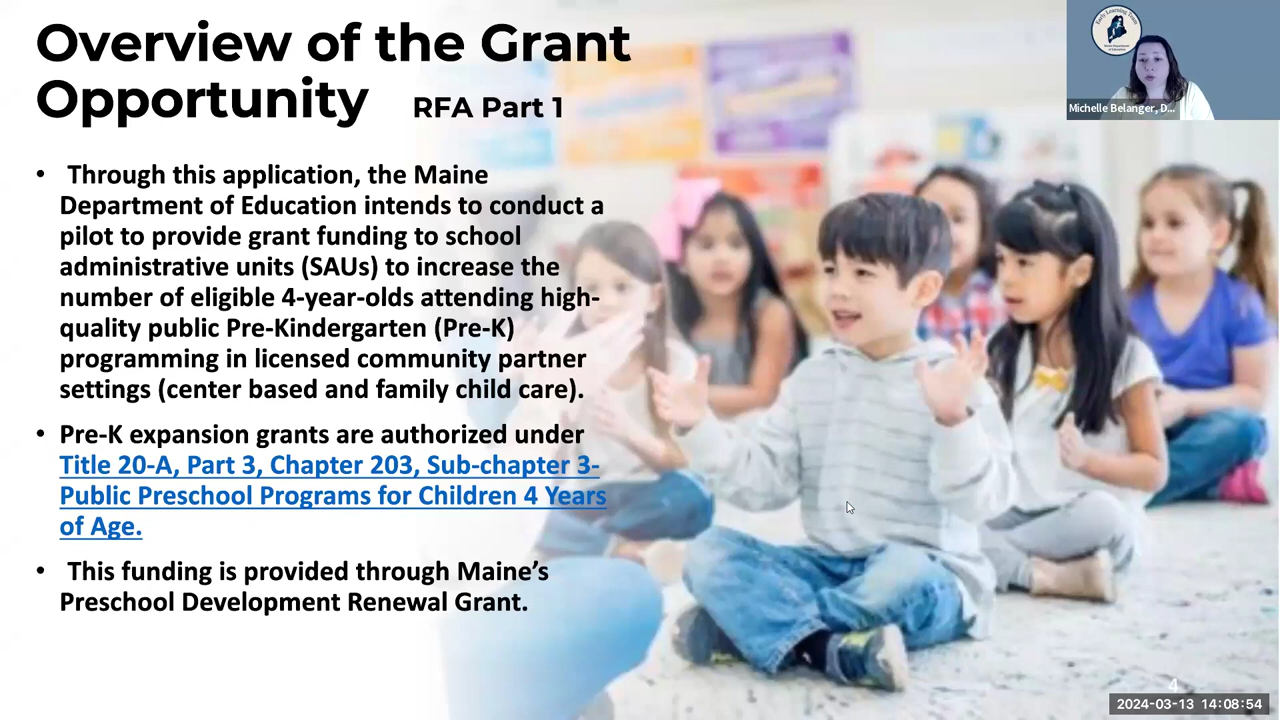 Overview of the Grant
Opportunity RFA Part 1
• Through this application, the Maine
Department of Education intends to conduct a
pilot to provide grant funding to school
administrative units (SAUs) to increase the
number of eligible 4-year-olds attending high-
quality public Pre-Kindergarten (Pre-K)
programming in licensed community partner
settings (center based and family child care).
• Pre-K expansion grants are authorized under
Title 20-A, Part 3, Chapter 203, Sub-chapter 3-
Public Preschool Programs for Children 4 Years
of Age.
• This funding is provided through Maine’s
Preschool Development Renewal Grant.
Early Learning Team
Michelle Belanger, D...
4
2024-03-13 14:08:54